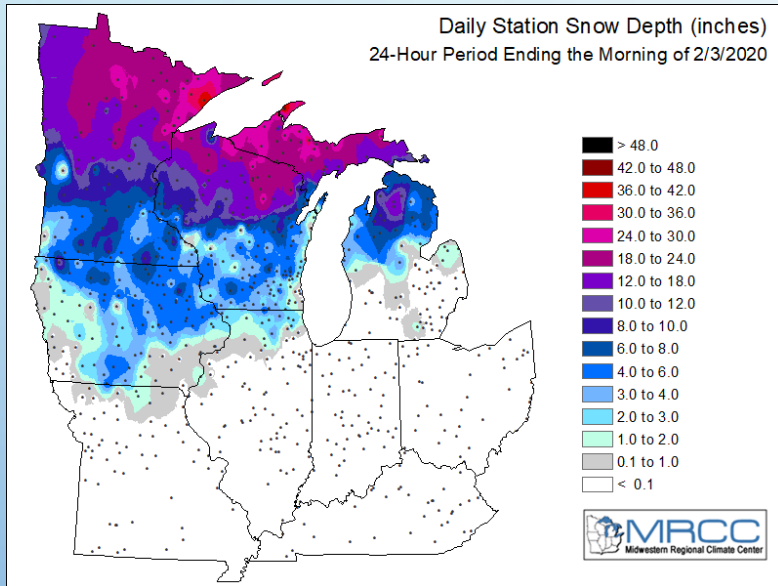 Daily Station Snow Depth (inches)
24-Hour Period Ending the Morning of 2/3/2020
> 48.0
42.0 to 48.0
36.0 to 42.0
30.0 to 36.0
24.0 to 30.0
18.0 to 24.0
12.0 to 18.0
10.0 to 12.0
8.0 to 10.0
6.0 to 8.0
4.0 to 6.0
3.0 to 4.0
2.0 to 3.0
1.0 to 2.0
0.1 to 1.0
< 0.1
MRCC
Midwestern Regional Climate Center